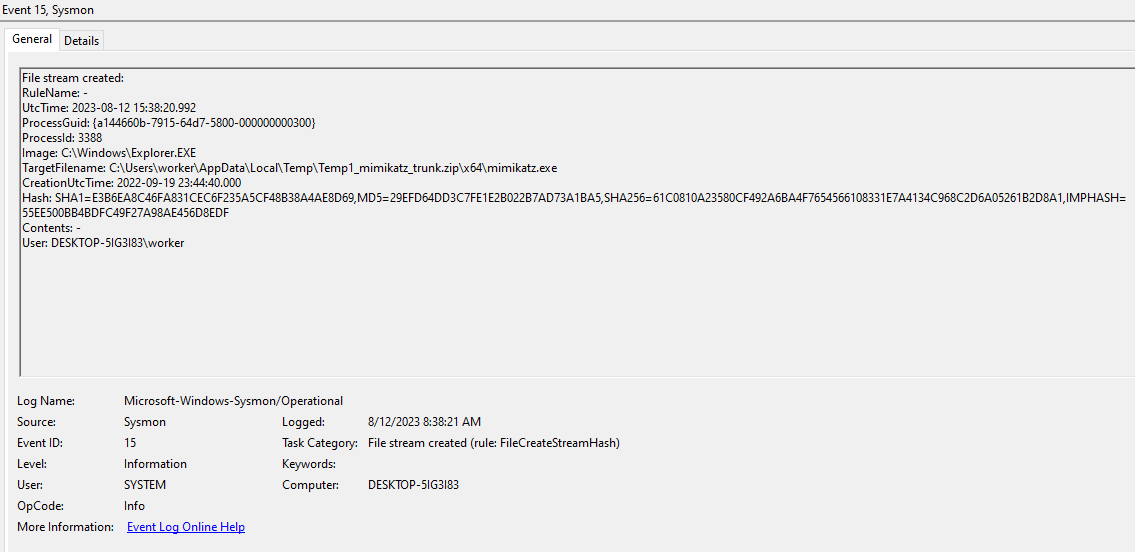 Event 15, Sysmon
General Details
File stream created:
RuleName: -
UtcTime: 2023-08-12 15:38:20.992
ProcessGuid: {a144660b-7915-64d7-5800-000000000300}
ProcessId: 3388
Image: C:\Windows\Explorer.EXE
TargetFilename: C:\Users\worker\AppData\Local\Temp\Temp1_mimikatz_trunk.zip\x64\mimikatz.exe
CreationUtcTime: 2022-09-19 23:44:40.000
Hash: SHA1=E3B6EA8C46FA831CEC6F235A5CF48B38A4AE8D69,MD5=29EFD64DD3C7FE1E2B022B7AD73A1BA5,SHA256=61C0810A23580CF492A6BA4F7654566108331E7A4134C968C2D6A05261B2D8A1,IMPHASH=
55EE500BB4BDFC49F27A98AE456D8EDF
Contents: -
User: DESKTOP-5IG3I83\worker
Log Name: Microsoft-Windows-Sysmon/Operational
Source: Sysmon Logged: 8/12/2023 8:38:21 AM
Event ID: 15 Task Category: File stream created (rule: FileCreateStreamHash)
Level: Information Keywords:
User: SYSTEM Computer: DESKTOP-5IG3I83
OpCode: Info
More Information: Event Log Online Help